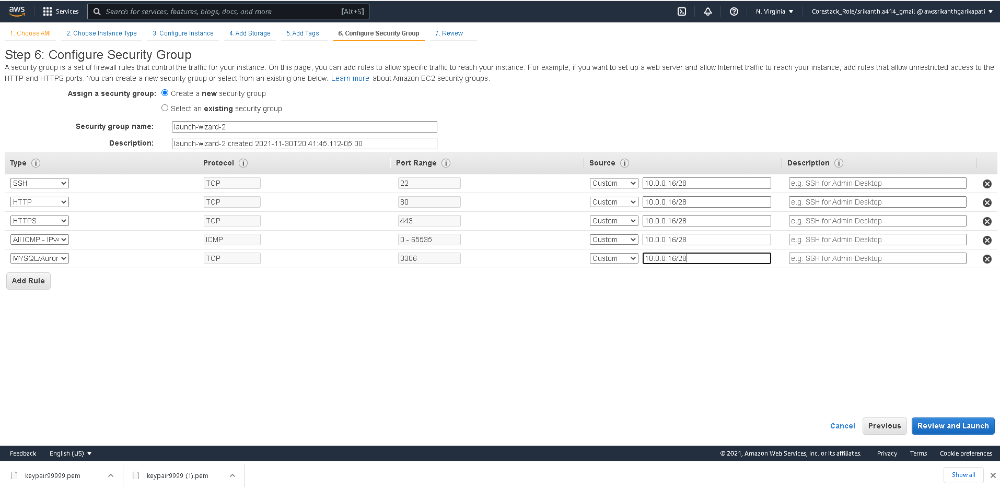 aws Services Search for services, features, blogs, docs, and more [Alt+S] N. Virginia Corestack_Role/srikanth.a414_gmail @ awssrikanthgarikapati
1. Choose AMI 2. Choose Instance Type 3. Configure Instance 4. Add Storage 5. Add Tags 6. Configure Security Group 7. Review
Step 6: Configure Security Group
A security group is a set of firewall rules that control the traffic for your instance. On this page, you can add rules to allow specific traffic to reach your instance. For example, if you want to set up a web server and allow Internet traffic to reach your instance, add rules that allow unrestricted access to the
HTTP and HTTPS ports. You can create a new security group or select from an existing one below. Learn more about Amazon EC2 security groups.
Assign a security group: Create a new security group
Select an existing security group
Security group name: launch-wizard-2
Description: launch-wizard-2 created 2021-11-30T20:41:45.112-05:00
Type i Protocol i Port Range i Source i Description i
SSH TCP 22 Custom 10.0.0.16/28 e.g. SSH for Admin Desktop
HTTP TCP 80 Custom 10.0.0.16/28 e.g. SSH for Admin Desktop
HTTPS TCP 443 Custom 10.0.0.16/28 e.g. SSH for Admin Desktop
All ICMP - IPv4 ICMP 0 - 65535 Custom 10.0.0.16/28 e.g. SSH for Admin Desktop
MYSQL/Auror TCP 3306 Custom 10.0.0.16/28 e.g. SSH for Admin Desktop
Add Rule
Cancel Previous Review and Launch
Feedback English (US) © 2021, Amazon Web Services, Inc. or its affiliates. Privacy Terms Cookie preferences
keypair99999.pem keypair9999 (1).pem Show all